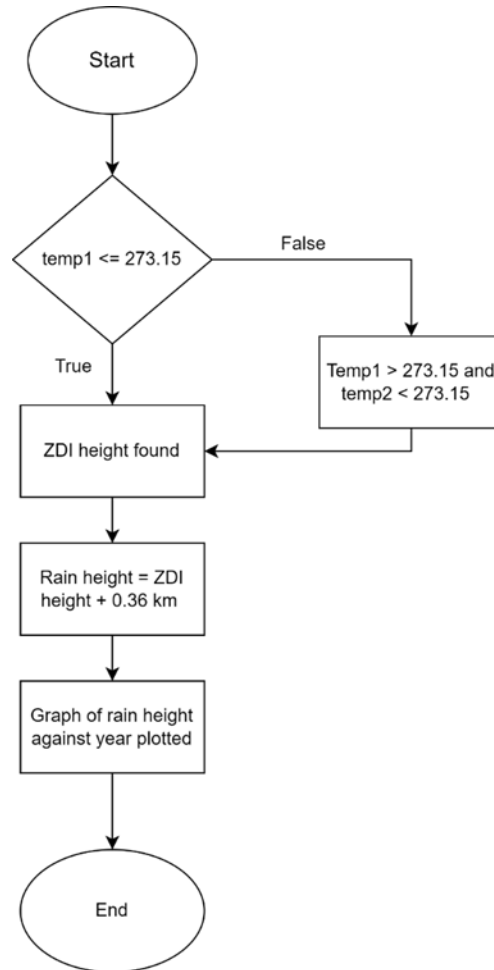 Start
temp1 <= 273.15
False
True
Temp1 > 273.15 and
temp2 < 273.15
ZDI height found
Rain height = ZDI
height + 0.36 km
Graph of rain height
against year plotted
End